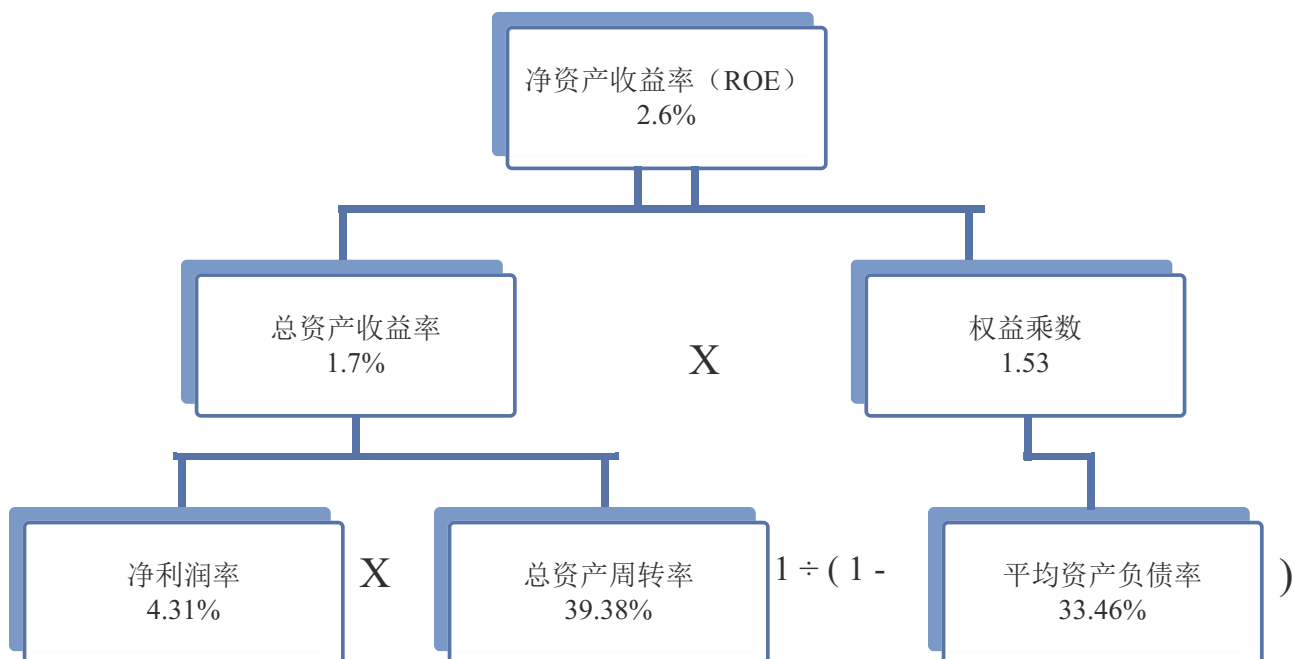 净资产收益率（ROE）
2.6%
总资产收益率
1.7%
X
权益乘数
1.53
净利润率
4.31%
X
总资产周转率
39.38%
1 ÷ ( 1 -
平均资产负债率
33.46%
)